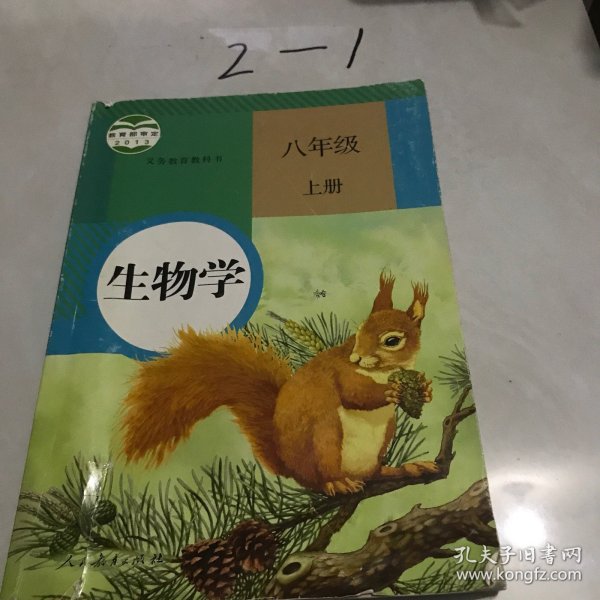 2-1
教育部审定
2013
义务教育教科书
八年级
上册
生物学
人民教育出版社
孔夫子旧书网
www.kongfz.com